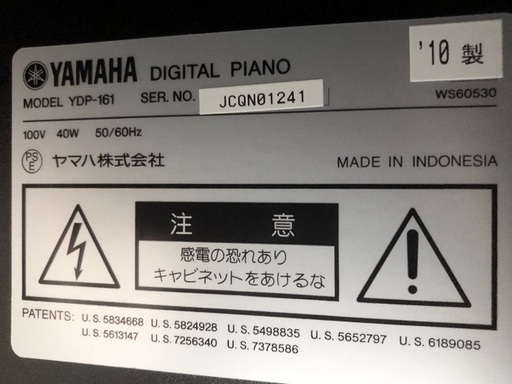 YAMAHA DIGITAL PIANO
'10 製
MODEL YDP-161 SER. NO. JCQN01241 WS60530
100V 40W 50/60Hz
PSE ヤマハ株式会社 MADE IN INDONESIA
注 意
感電の恐れあり
キャビネットをあけるな
PATENTS: U.S. 5834668 U.S. 5824928 U.S. 5498835 U.S. 5652797 U.S. 6189085
U.S. 5613147 U.S. 7256340 U.S. 7378586